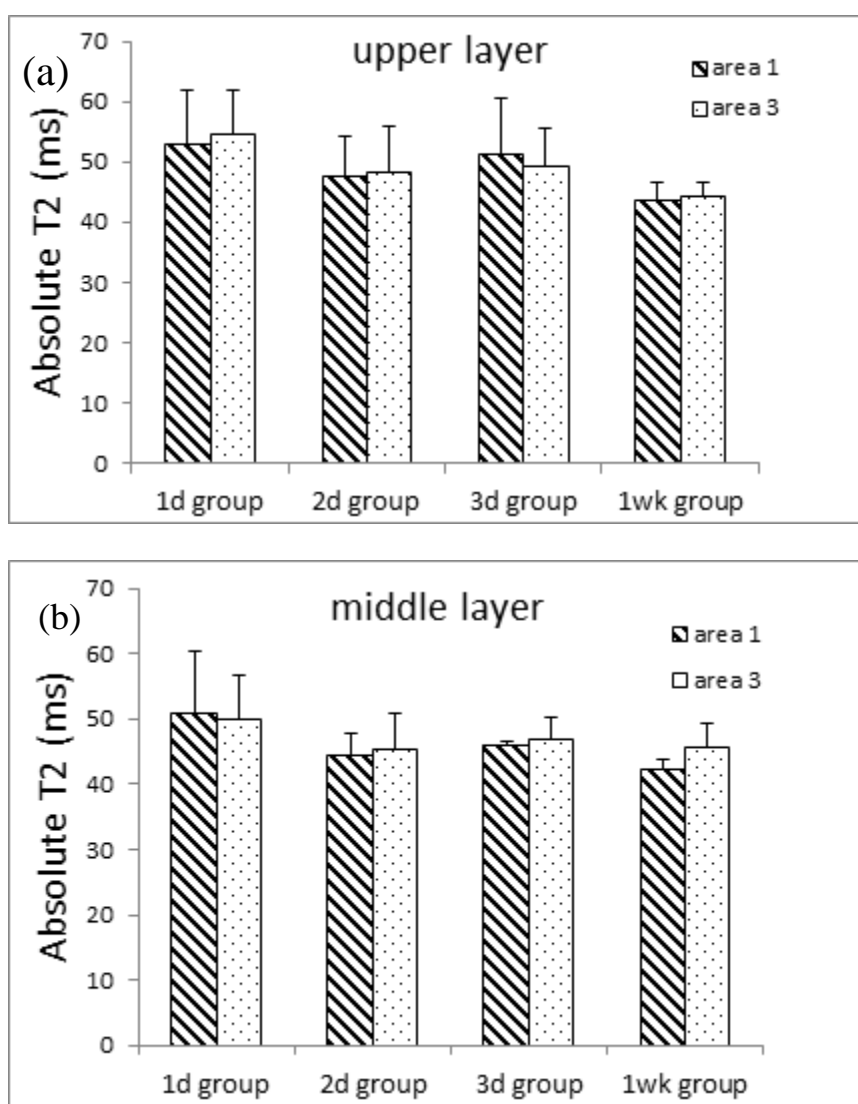 (a)
upper layer
area 1
area 3
Absolute T2 (ms)
70
60
50
40
30
20
10
0
1d group 2d group 3d group 1wk group
(b)
middle layer
area 1
area 3
Absolute T2 (ms)
70
60
50
40
30
20
10
0
1d group 2d group 3d group 1wk group